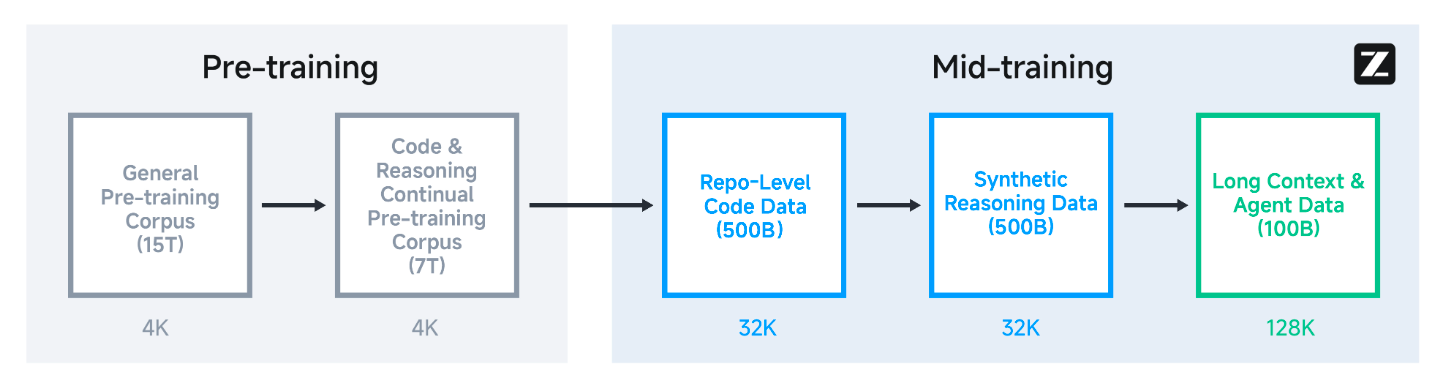 Pre-training
Mid-training
Z
General
Pre-training
Corpus
(15T)
Code &
Reasoning
Continual
Pre-training
Corpus
(7T)
Repo-Level
Code Data
(500B)
Synthetic
Reasoning Data
(500B)
Long Context &
Agent Data
(100B)
4K
4K
32K
32K
128K